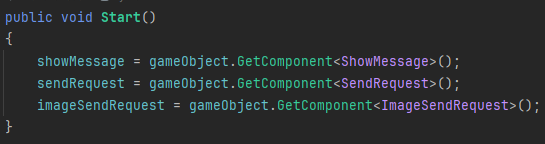 public void Start()
{
    showMessage = gameObject.GetComponent<ShowMessage>();
    sendRequest = gameObject.GetComponent<SendRequest>();
    imageSendRequest = gameObject.GetComponent<ImageSendRequest>();
}